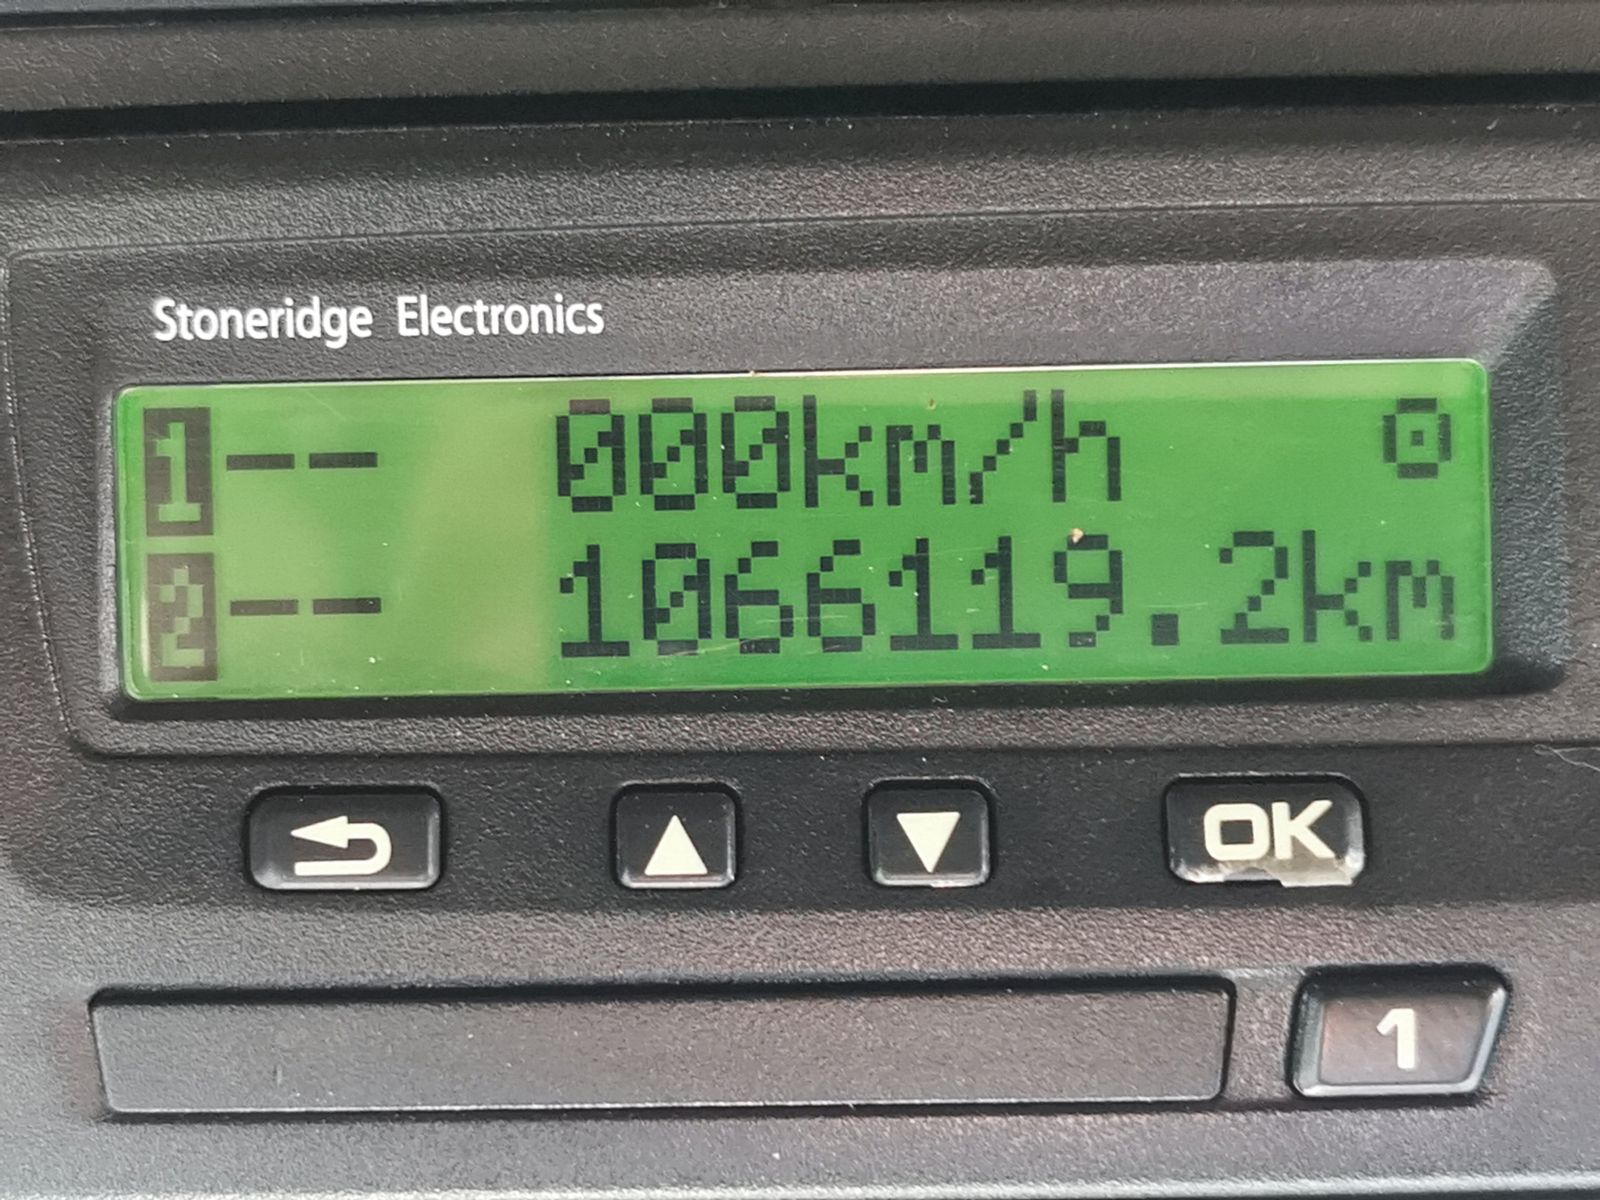 Stoneridge Electronics
1-- 000km/h
2-- 1066119.2km
OK
1